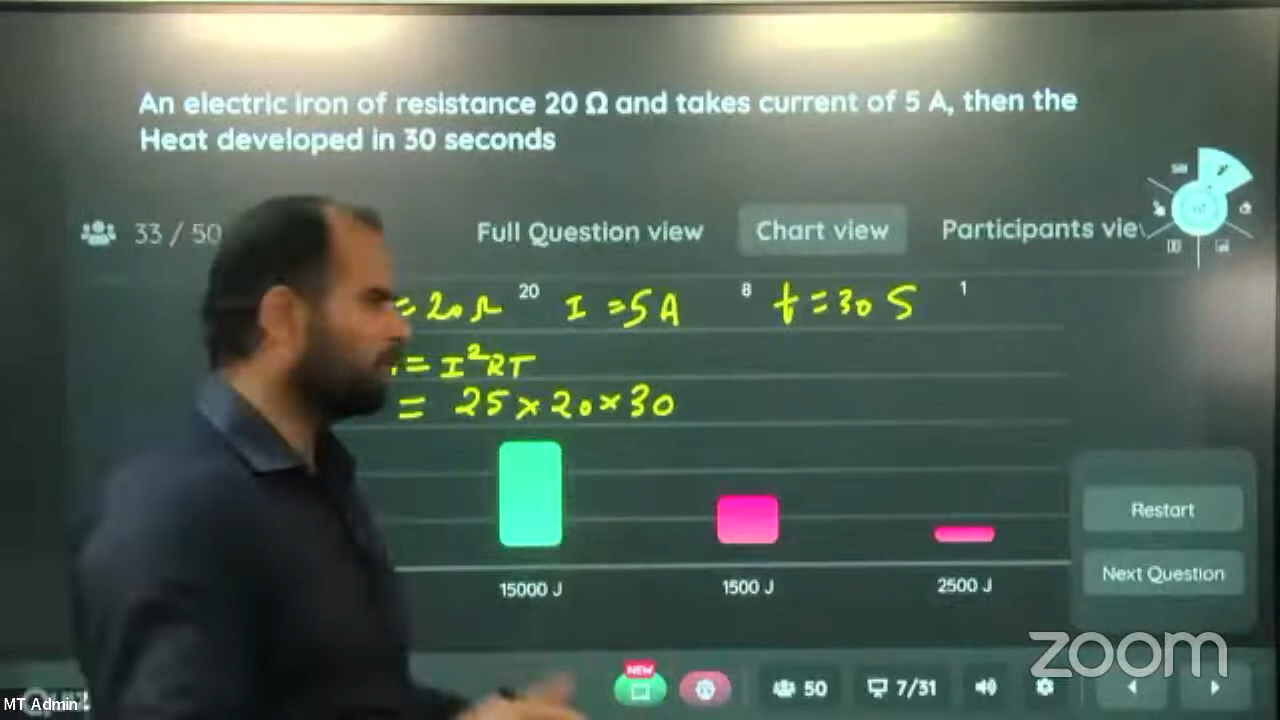 An electric iron of resistance 20 Ω and takes current of 5 A, then the
Heat developed in 30 seconds
33 / 50
Full Question view
Chart view
Participants vie
20
8
1
= 20 Ω I = 5 A t = 30 S
= I²RT
= 25 × 20 × 30
15000 J
1500 J
2500 J
Restart
Next Question
zoom
NEW
50
7/31
MT Admin